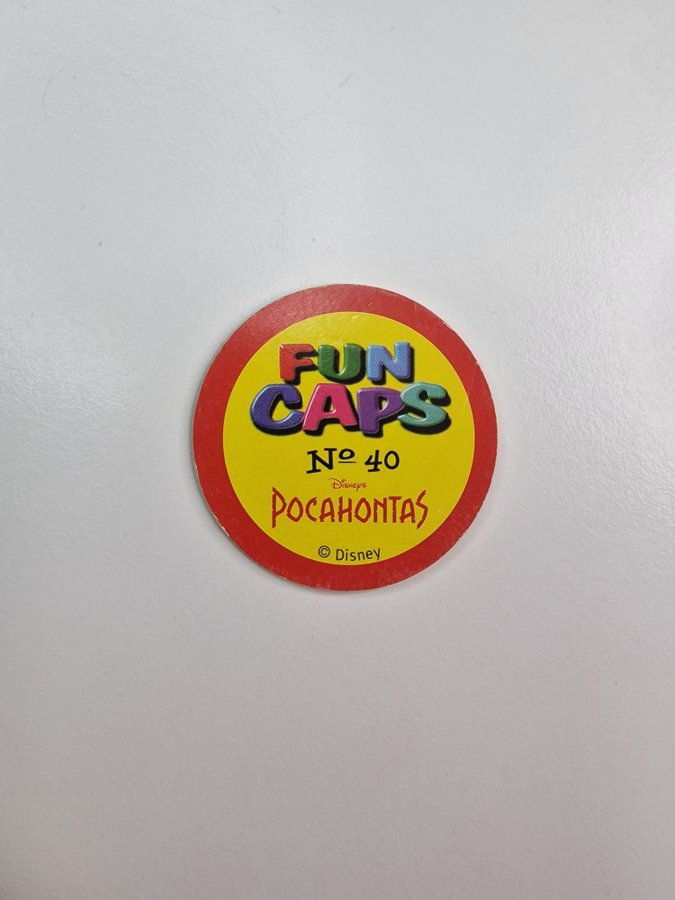 FUN
CAPS
Nº 40
Disney's
POCAHONTAS
© Disney